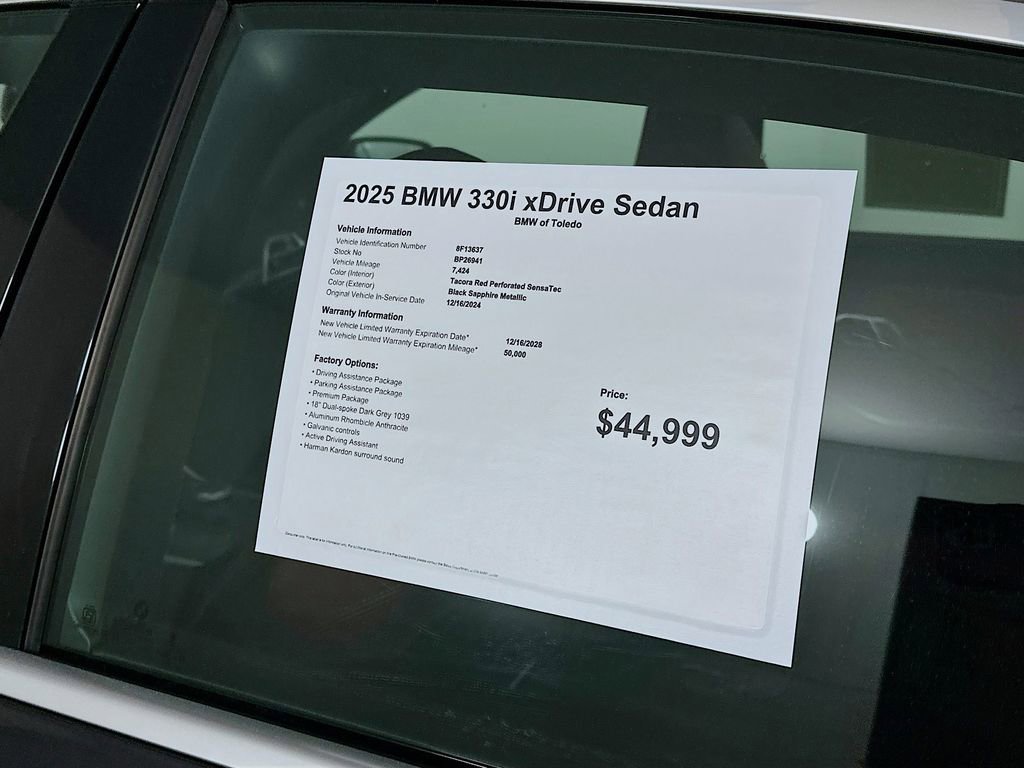 2025 BMW 330i xDrive Sedan
BMW of Toledo
Vehicle Information
Vehicle Identification Number 8F13637
Stock No BP26941
Vehicle Mileage 7,424
Color (Interior) Tacora Red Perforated SensaTec
Color (Exterior) Black Sapphire Metallic
Original Vehicle In-Service Date 12/16/2024
Warranty Information
New Vehicle Limited Warranty Expiration Date* 12/16/2028
New Vehicle Limited Warranty Expiration Mileage* 50,000
Factory Options:
• Driving Assistance Package
• Parking Assistance Package
• Premium Package
• 18" Dual-spoke Dark Grey 1039
• Aluminum Rhombicle Anthracite
• Galvanic controls
• Active Driving Assistant
• Harman Kardon surround sound
Price:
$44,999